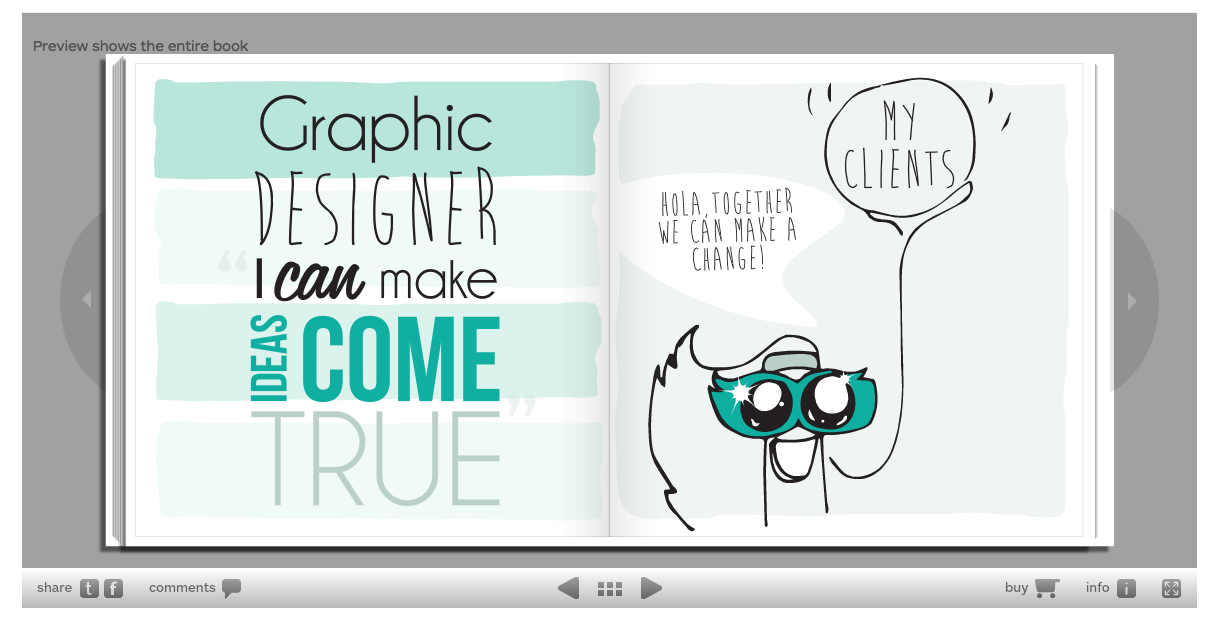 Preview shows the entire book
Graphic
DESIGNER
“I can make
IDEAS COME
TRUE”
MY
CLIENTS
HOLA, TOGETHER
WE CAN MAKE A
CHANGE!
share t f comments
buy info i